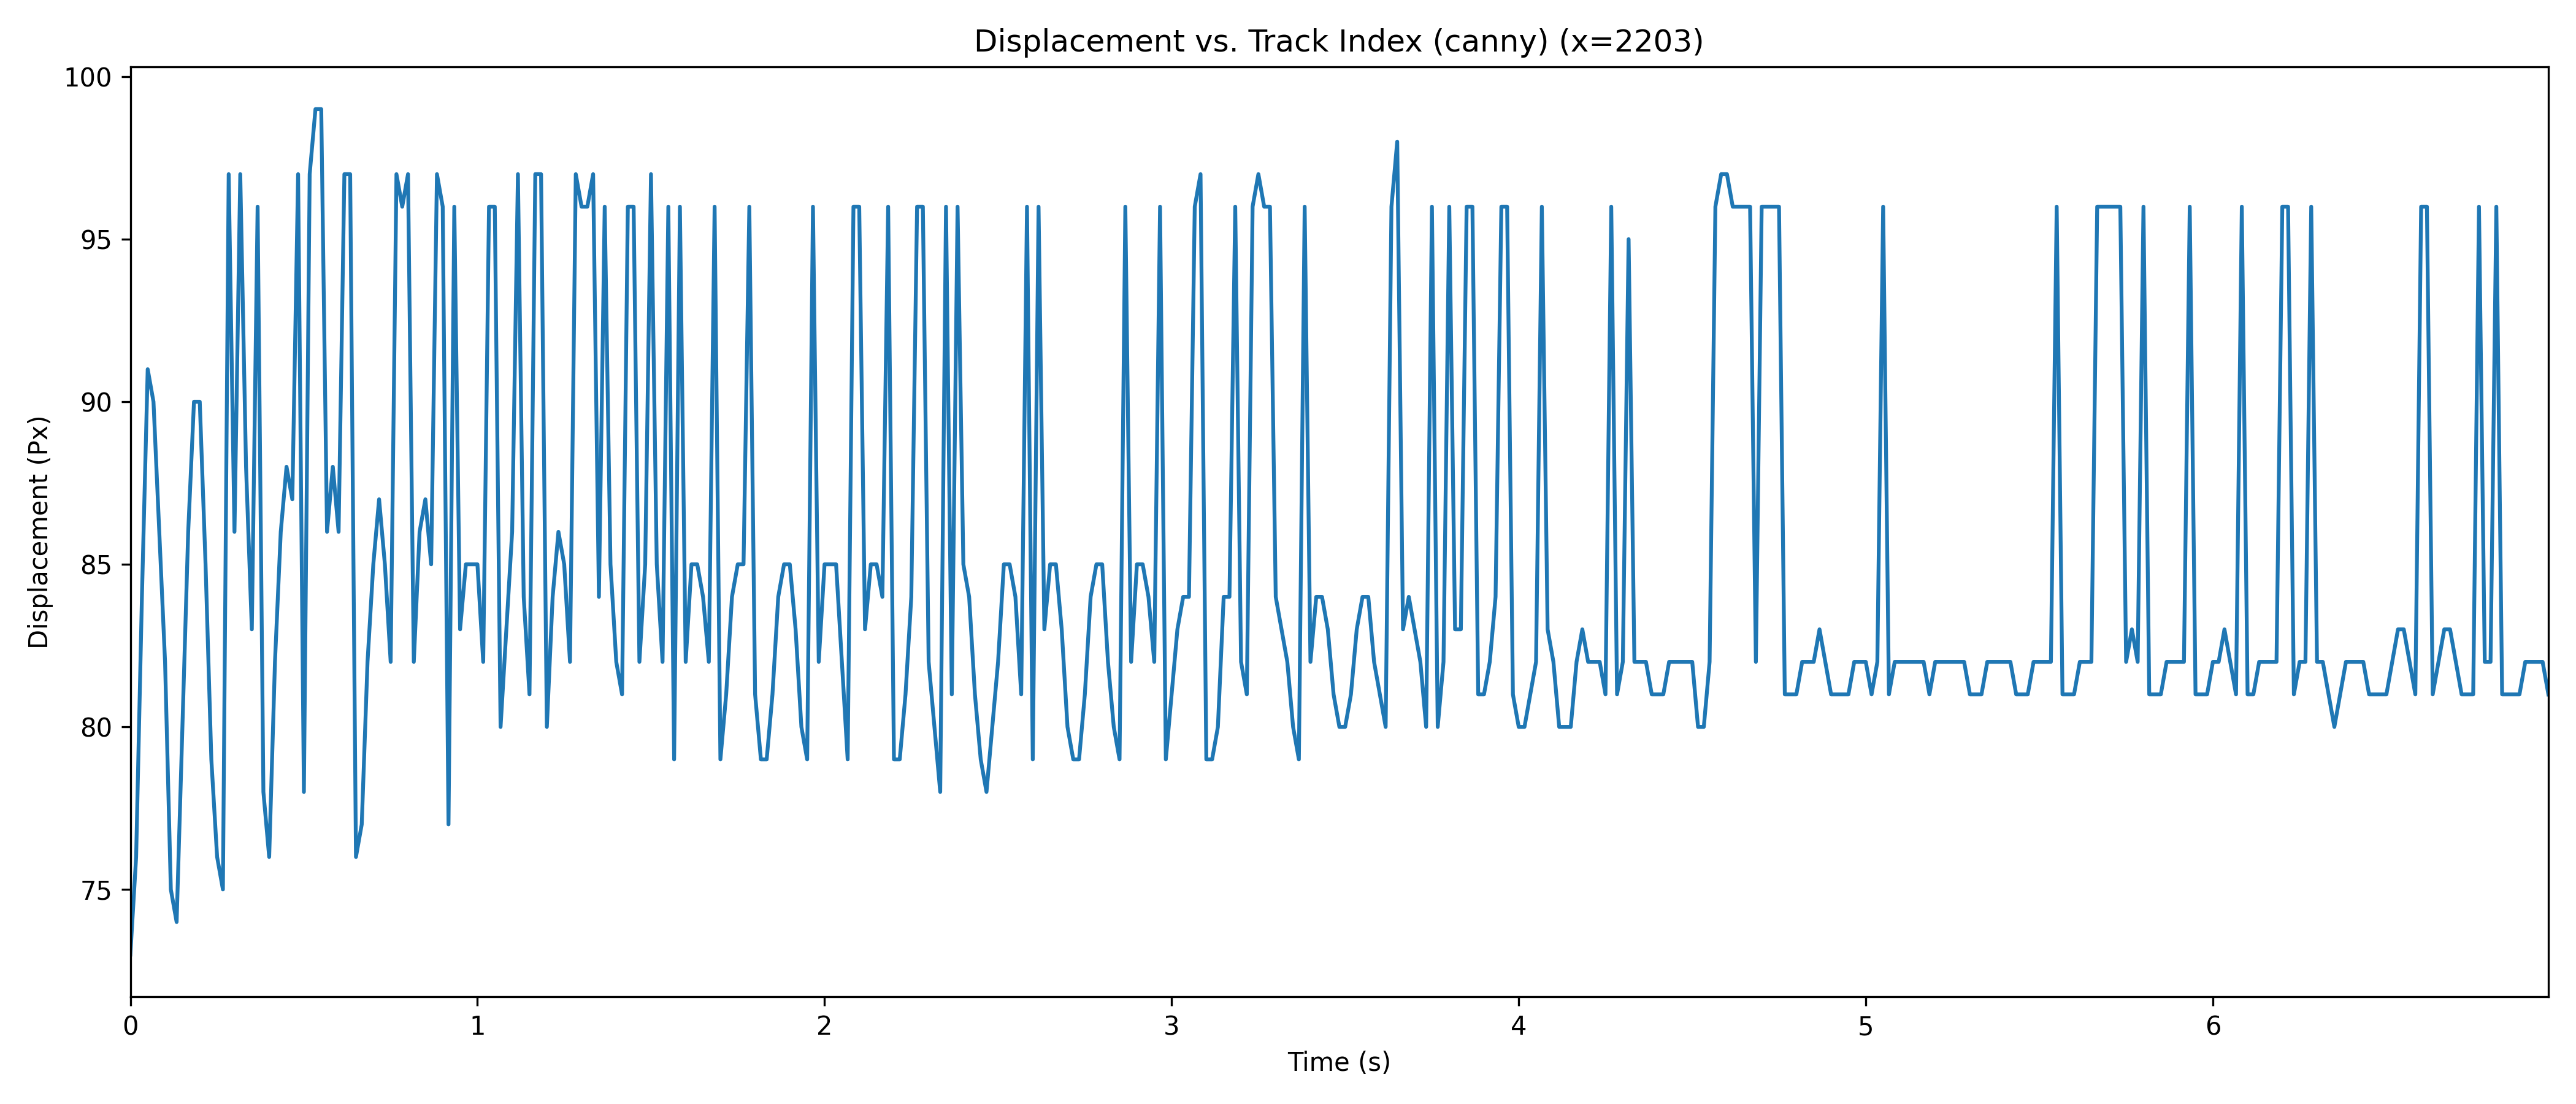 Displacement vs. Track Index (canny) (x=2203)
100
95
90
85
80
75
Displacement (Px)
0 1 2 3 4 5 6
Time (s)